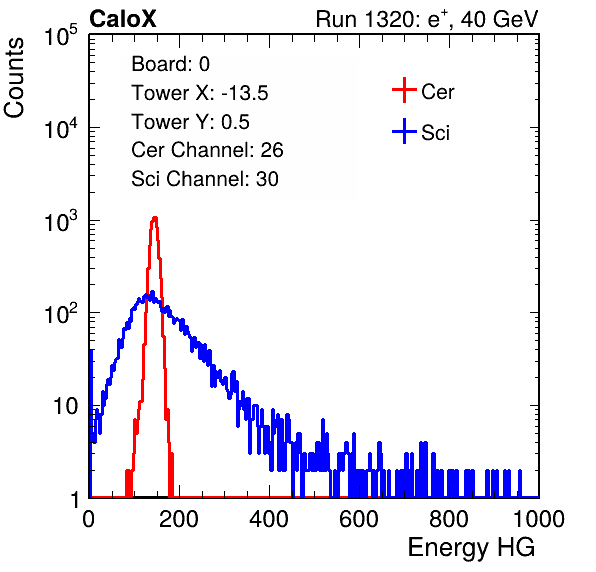 CaloX Run 1320: e⁺, 40 GeV
Counts
Board: 0
Tower X: -13.5
Tower Y: 0.5
Cer Channel: 26
Sci Channel: 30
Cer
Sci
10⁵
10⁴
10³
10²
10
1
0 200 400 600 800 1000
Energy HG